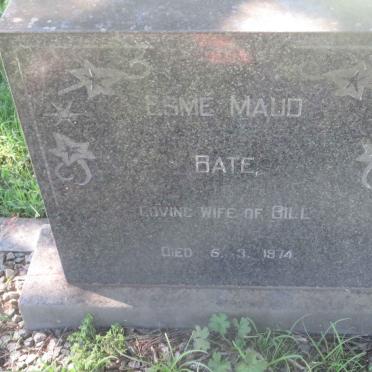 ESME MAUD
BATE,
LOVING WIFE OF BILL
DIED 6. 3. 1974.